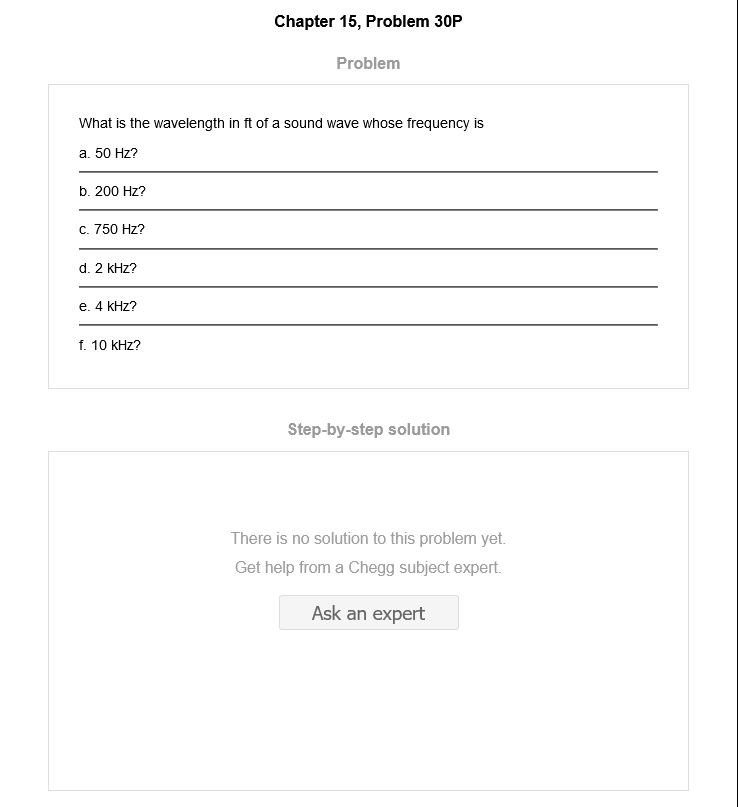 Chapter 15, Problem 30P
Problem
What is the wavelength in ft of a sound wave whose frequency is
a. 50 Hz?
b. 200 Hz?
c. 750 Hz?
d. 2 kHz?
e. 4 kHz?
f. 10 kHz?
Step-by-step solution
There is no solution to this problem yet.
Get help from a Chegg subject expert.
Ask an expert